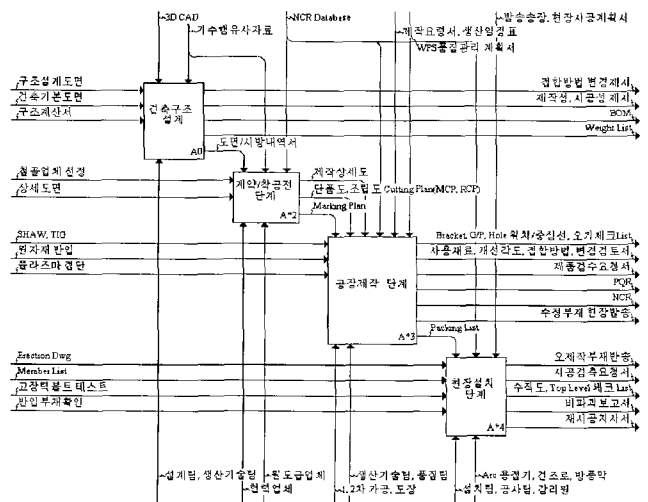 3D CAD
기수행유사자료
NCR Database
제작요령서, 생산일정표
WPS품질관리 계획서
발송송장, 현장시공계획서
구조설계도면
건축기본도면
구조계산서
건축구조
설계
A0
접합방법 변경제시
재작성, 시공성 제시
BOM
Weight List
도면/시방내역서
철골업체 선정
상세도면
계약/착공전
단계
A*2
제작상세도
단품도, 조립도 Cutting Plan(MCP, RCP)
Marking Plan
SHAW, TIG
원자재 반입
플라즈마 절단
공장제작 단계
A*3
Bracket, G/P, Hole 위치/중심선, 오기체크List
사용재료, 개선각도, 접합방법, 변경검토서
제품검수요청서
PQR
NCR
수정부재 현장발송
Packing List
Erection Dwg
Member List
고장력볼트 테스트
반입부재확인
현장설치
단계
A*4
오제작부재반송
시공검측요청서
수직도, Top Level 체크 List
비파괴보고서
재시공지시서
설계팀, 생산기술팀
협력업체
원도급업체
생산기술팀, 품질팀
1, 2차 가공, 도장
Arc 용접기, 건조로, 방풍막
설치팀, 공사팀, 감리원